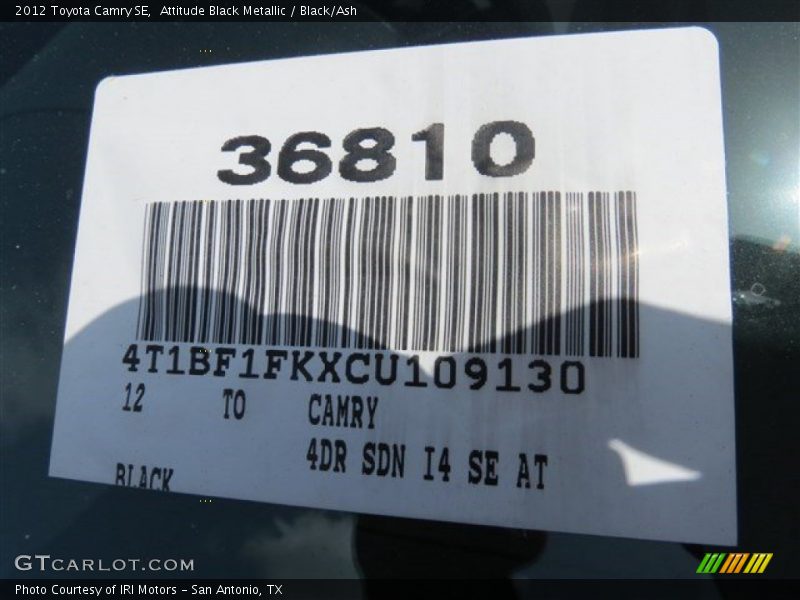 2012 Toyota Camry SE, Attitude Black Metallic / Black/Ash
36810
4T1BF1FKXCU109130
12 TO CAMRY
4DR SDN I4 SE AT
BLACK
GTCARLOT.COM
Photo Courtesy of IRI Motors - San Antonio, TX